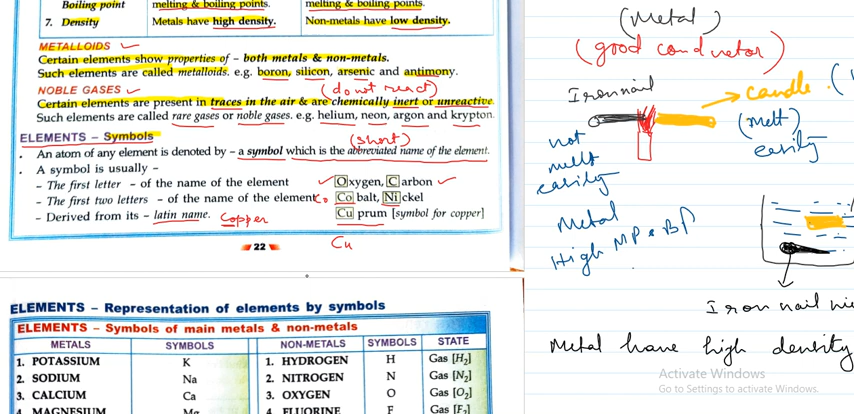 Boiling point melting & boiling points. melting & boiling points.
7. Density Metals have high density. Non-metals have low density.
METALLOIDS
Certain elements show properties of - both metals & non-metals.
Such elements are called metalloids. e.g. boron, silicon, arsenic and antimony.
NOBLE GASES (do not react)
Certain elements are present in traces in the air & are chemically inert or unreactive.
Such elements are called rare gases or noble gases. e.g. helium, neon, argon and krypton.
ELEMENTS - Symbols (short)
• An atom of any element is denoted by - a symbol which is the abbreviated name of the element.
• A symbol is usually -
- The first letter - of the name of the element Oxygen, Carbon
- The first two letters - of the name of the element Co Cobalt, Nickel
- Derived from its - latin name. Copper Cuprum [symbol for copper]
Cu
22
ELEMENTS - Representation of elements by symbols
ELEMENTS - Symbols of main metals & non-metals
METALS SYMBOLS NON-METALS SYMBOLS STATE
1. POTASSIUM K 1. HYDROGEN H Gas [H2]
2. SODIUM Na 2. NITROGEN N Gas [N2]
3. CALCIUM Ca 3. OXYGEN O Gas [O2]
4. MAGNESIUM Mg 4. FLUORINE F Gas [F2]
(Metal)
(good conductor)
Iron nail
candle
(melt)
easily
not
melt
easily
Metal
High MP & BP
Iron nail
Metal have high density
Activate Windows
Go to Settings to activate Windows.